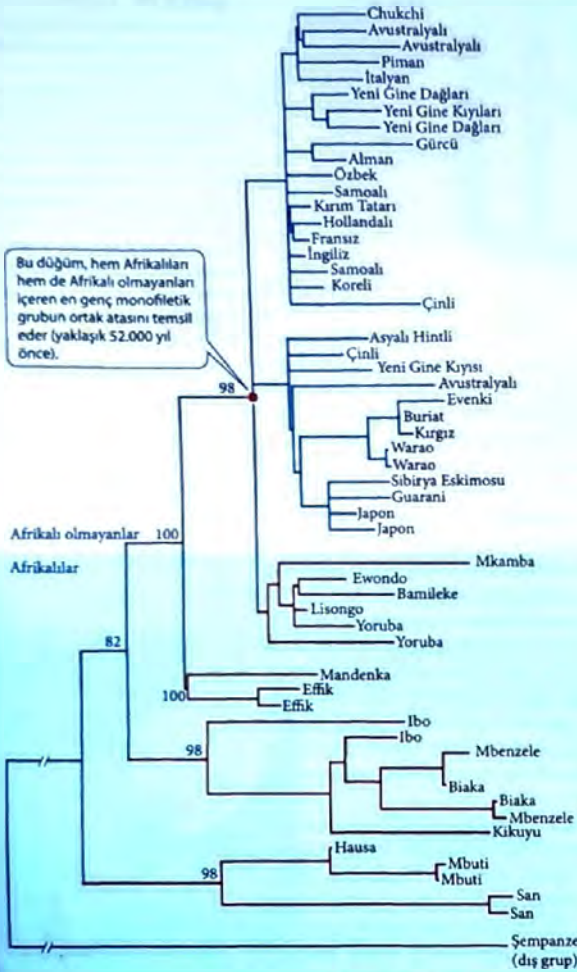 Chukchi
Avustralyalı
Avustralyalı
Piman
İtalyan
Yeni Gine Dağları
Yeni Gine Kıyıları
Yeni Gine Dağları
Gürcü
Alman
Özbek
Samoalı
Kırım Tatarı
Hollandalı
Fransız
İngiliz
Samoalı
Koreli
Çinli
Bu düğüm, hem Afrikalıları
hem de Afrikalı olmayanları
içeren en genç monofiletik
grubun ortak atasını temsil
eder (yaklaşık 52.000 yıl
önce).
Asyalı Hintli
Çinli
Yeni Gine Kıyısı
Avustralyalı
98
Evenki
Buriat
Kırgız
Warao
Warao
Sibirya Eskimosu
Guarani
Japon
Japon
Afrikalı olmayanlar
100
Afrikalılar
Mkamba
Ewondo
Bamileke
Lisongo
Yoruba
Yoruba
82
Mandenka
100
Effik
Effik
Ibo
Ibo
98
Mbenzele
Biaka
Biaka
Mbenzele
Kikuyu
Hausa
98
Mbuti
Mbuti
San
San
Şempanze
(dış grup)